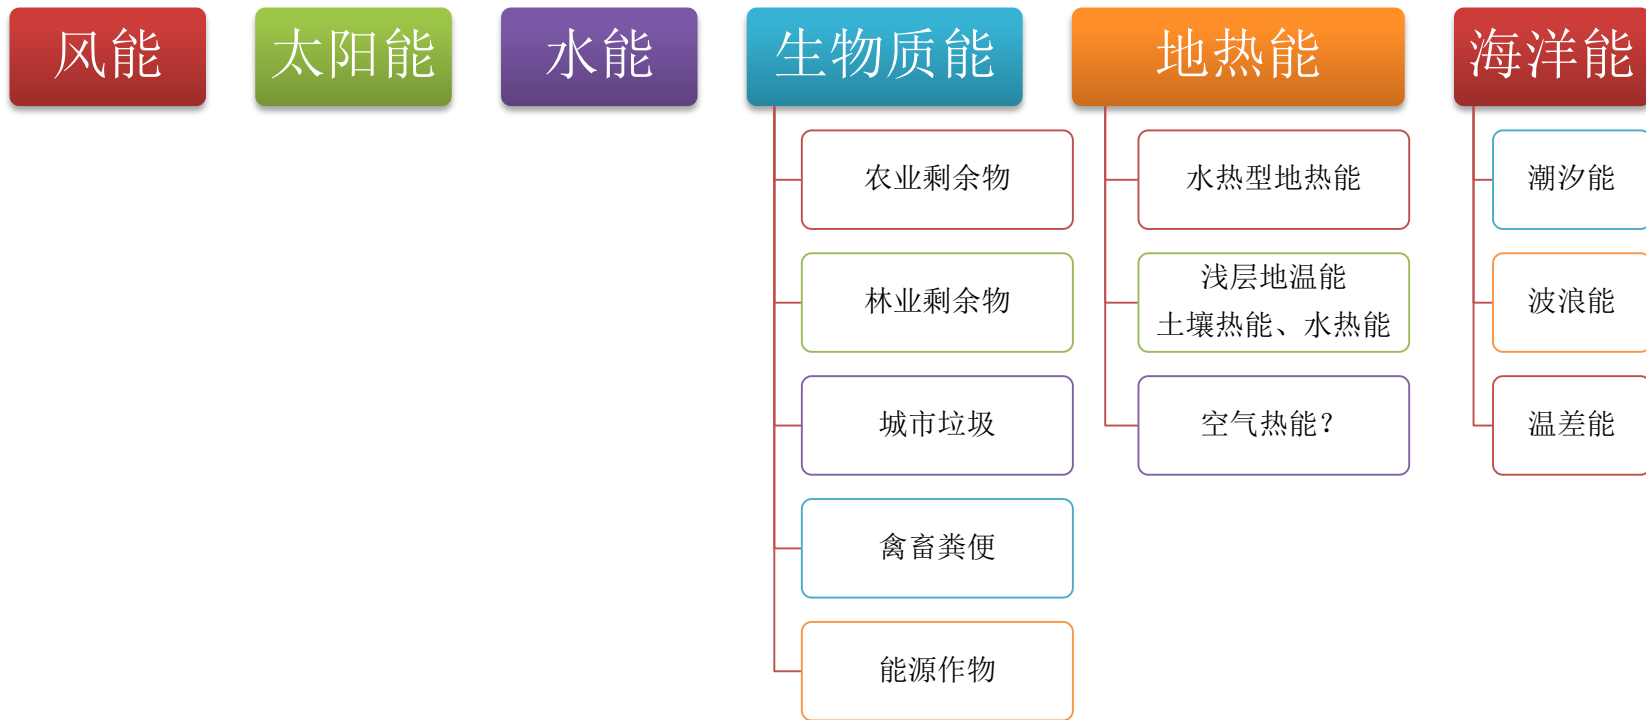 风能
太阳能
水能
生物质能
地热能
海洋能
农业剩余物
林业剩余物
城市垃圾
禽畜粪便
能源作物
水热型地热能
浅层地温能
土壤热能、水热能
空气热能？
潮汐能
波浪能
温差能